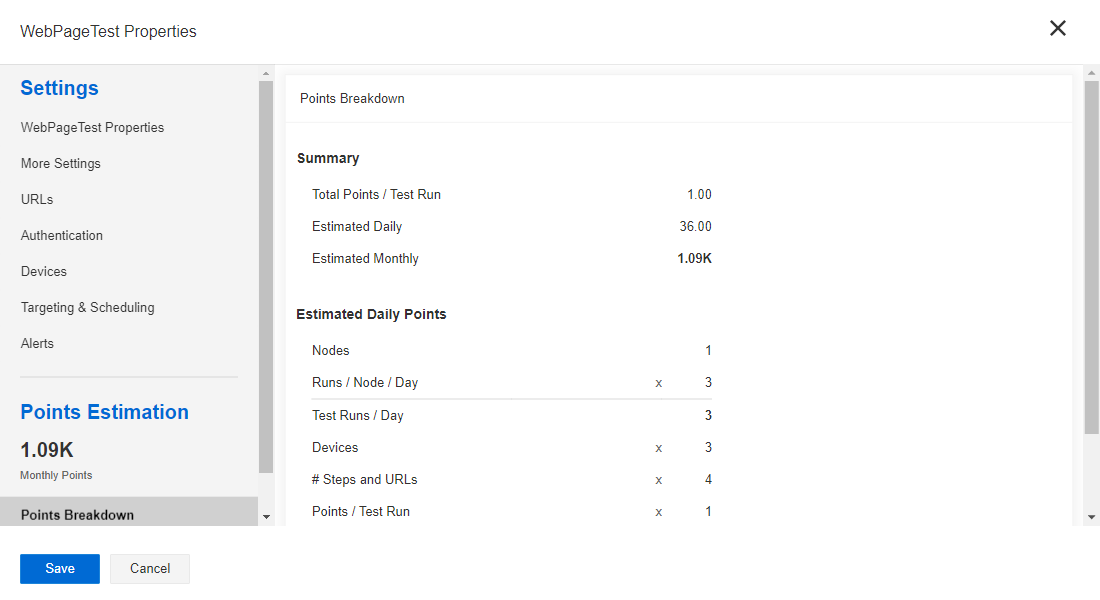 WebPageTest Properties
Settings
WebPageTest Properties
More Settings
URLs
Authentication
Devices
Targeting & Scheduling
Alerts
Points Estimation
1.09K
Monthly Points
Points Breakdown
Points Breakdown
Summary
Total Points / Test Run 1.00
Estimated Daily 36.00
Estimated Monthly 1.09K
Estimated Daily Points
Nodes 1
Runs / Node / Day x 3
Test Runs / Day 3
Devices x 3
# Steps and URLs x 4
Points / Test Run x 1
Save Cancel